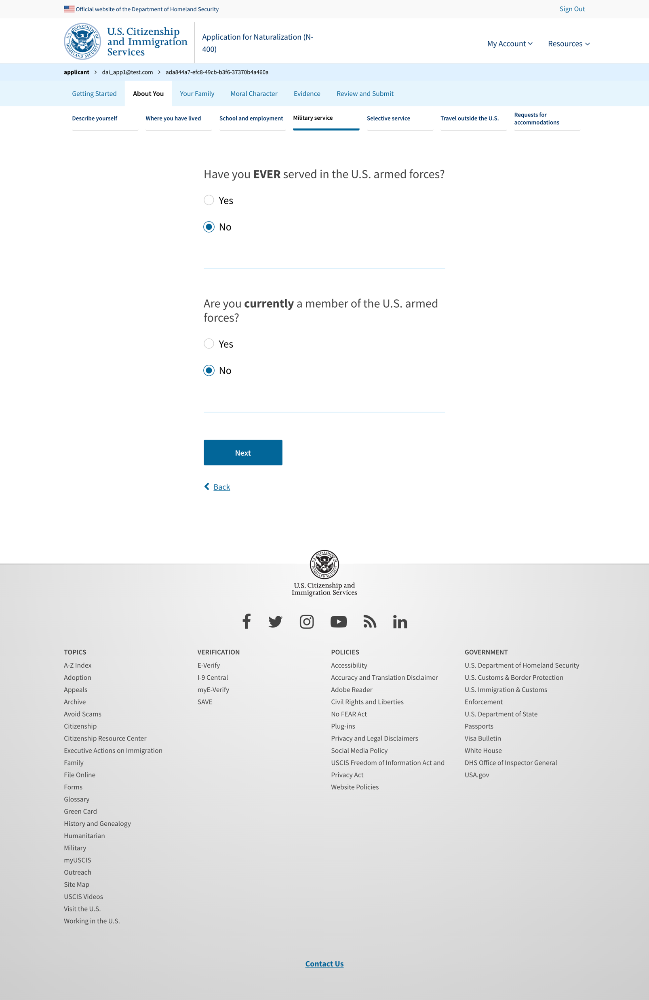 Official website of the Department of Homeland Security
Sign Out
U.S. Citizenship
and Immigration
Services
Application for Naturalization (N-
400)
My Account
Resources
applicant
dai_app1@test.com
ada844a7-efc8-49cb-b3f6-37370b4a460a
Getting Started
About You
Your Family
Moral Character
Evidence
Review and Submit
Describe yourself
Where you have lived
School and employment
Military service
Selective service
Travel outside the U.S.
Requests for
accommodations
Have you EVER served in the U.S. armed forces?
Yes
No
Are you currently a member of the U.S. armed
forces?
Yes
No
Next
Back
U.S. Citizenship and
Immigration Services
TOPICS
A-Z Index
Adoption
Appeals
Archive
Avoid Scams
Citizenship
Citizenship Resource Center
Executive Actions on Immigration
Family
File Online
Forms
Glossary
Green Card
History and Genealogy
Humanitarian
Military
myUSCIS
Outreach
Site Map
USCIS Videos
Visit the U.S.
Working in the U.S.
VERIFICATION
E-Verify
I-9 Central
myE-Verify
SAVE
POLICIES
Accessibility
Accuracy and Translation Disclaimer
Adobe Reader
Civil Rights and Liberties
No FEAR Act
Plug-ins
Privacy and Legal Disclaimers
Social Media Policy
USCIS Freedom of Information Act and
Privacy Act
Website Policies
GOVERNMENT
U.S. Department of Homeland Security
U.S. Customs & Border Protection
U.S. Immigration & Customs
Enforcement
U.S. Department of State
Passports
Visa Bulletin
White House
DHS Office of Inspector General
USA.gov
Contact Us